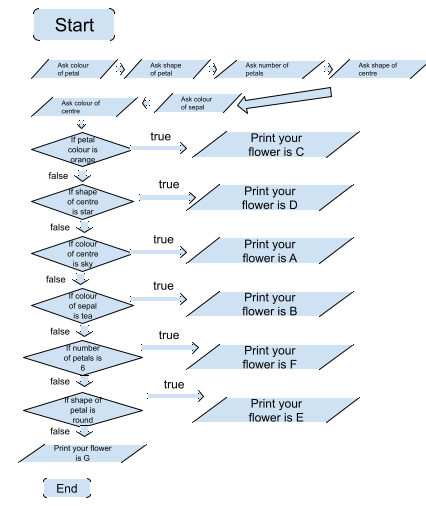 Start
Ask colour
of petal
Ask shape
of petal
Ask number of
petals
Ask shape of
centre
Ask colour of
centre
Ask colour
of sepal
If petal
colour is
orange
true
Print your
flower is C
false
If shape
of centre
is star
true
Print your
flower is D
false
If colour
of centre
is sky
true
Print your
flower is A
false
If colour
of sepal
is tea
true
Print your
flower is B
false
If number
of petals is
6
true
Print your
flower is F
false
If shape of
petal is
round
true
Print your
flower is E
false
Print your flower
is G
End